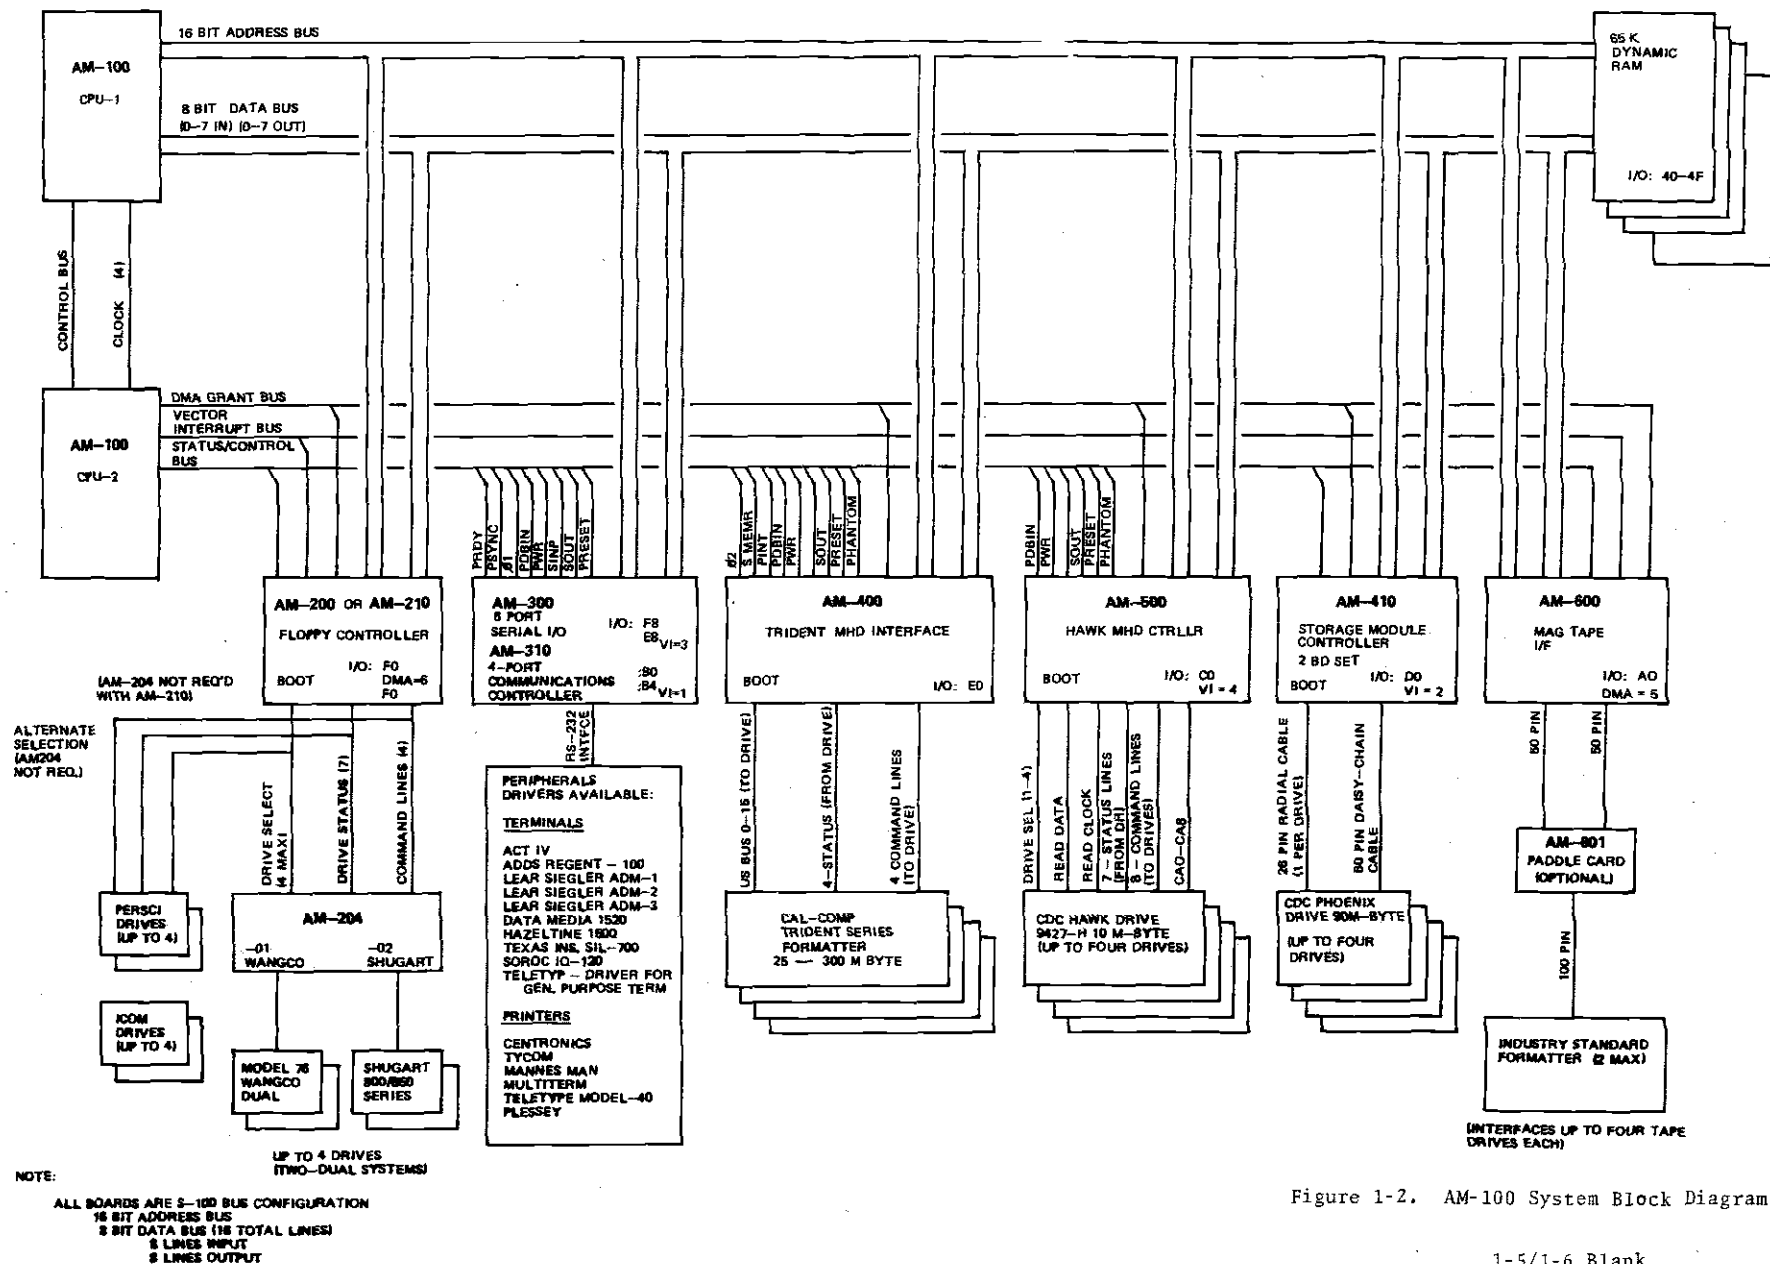 16 BIT ADDRESS BUS
AM-100
CPU-1
8 BIT DATA BUS
(0-7 IN) (0-7 OUT)
65 K
DYNAMIC
RAM
I/O: 40-4F
CONTROL BUS
CLOCK (4)
AM-100
CPU-2
DMA GRANT BUS
VECTOR
INTERRUPT BUS
STATUS/CONTROL
BUS
PRDY
PSYNC
ø1
PDBIN
PWR
SINP
SOUT
PRESET
ø2
S MEMR
PINT
PDBIN
PWR
SOUT
PRESET
PHANTOM
PDBIN
PWR
SOUT
PRESET
PHANTOM
AM-200 OR AM-210
FLOPPY CONTROLLER
I/O: F0
DMA=6
F0
BOOT
AM-300
6 PORT
SERIAL I/O
I/O: F8
E8
VI=3
AM-310
4-PORT
COMMUNICATIONS
CONTROLLER
:B0
:B4
VI=1
AM-400
TRIDENT MHD INTERFACE
BOOT
I/O: E0
AM-500
HAWK MHD CTRLLR
BOOT
I/O: C0
VI = 4
AM-410
STORAGE MODULE
CONTROLLER
2 BD SET
BOOT
I/O: D0
VI = 2
AM-600
MAG TAPE
I/F
I/O: A0
DMA = 5
(AM-204 NOT REQ'D
WITH AM-210)
ALTERNATE
SELECTION
(AM204
NOT REQ.)
DRIVE SELECT
(4 MAX)
DRIVE STATUS (7)
COMMAND LINES (4)
RS-232
INTFCE
US BUS 0-15 (TO DRIVE)
4-STATUS (FROM DRIVE)
4 COMMAND LINES
(TO DRIVE)
DRIVE SEL (1-4)
READ DATA
READ CLOCK
7 - STATUS LINES
(FROM DRI)
8 - COMMAND LINES
(TO DRIVES)
CA0-CA8
26 PIN RADIAL CABLE
(1 PER DRIVE)
60 PIN DAISY-CHAIN
CABLE
50 PIN
50 PIN
PERSCI
DRIVES
(UP TO 4)
ICOM
DRIVES
(UP TO 4)
AM-204
-01
WANGCO
-02
SHUGART
MODEL 76
WANGCO
DUAL
SHUGART
800/850
SERIES
UP TO 4 DRIVES
(TWO-DUAL SYSTEMS)
PERIPHERALS
DRIVERS AVAILABLE:
TERMINALS
ACT IV
ADDS REGENT - 100
LEAR SIEGLER ADM-1
LEAR SIEGLER ADM-2
LEAR SIEGLER ADM-3
DATA MEDIA 1520
HAZELTINE 1500
TEXAS INS. SIL-700
SOROC IQ-120
TELETYP - DRIVER FOR
GEN. PURPOSE TERM
PRINTERS
CENTRONICS
TYCOM
MANNES MAN
MULTITERM
TELETYPE MODEL-40
PLESSEY
CAL-COMP
TRIDENT SERIES
FORMATTER
25 — 300 M BYTE
CDC HAWK DRIVE
9427-H 10 M-BYTE
(UP TO FOUR DRIVES)
CDC PHOENIX
DRIVE 90M-BYTE
(UP TO FOUR
DRIVES)
AM-601
PADDLE CARD
(OPTIONAL)
100 PIN
INDUSTRY STANDARD
FORMATTER (2 MAX)
(INTERFACES UP TO FOUR TAPE
DRIVES EACH)
NOTE:
ALL BOARDS ARE S-100 BUS CONFIGURATION
16 BIT ADDRESS BUS
8 BIT DATA BUS (16 TOTAL LINES)
8 LINES INPUT
8 LINES OUTPUT
Figure 1-2. AM-100 System Block Diagram
1-5/1-6 Blank